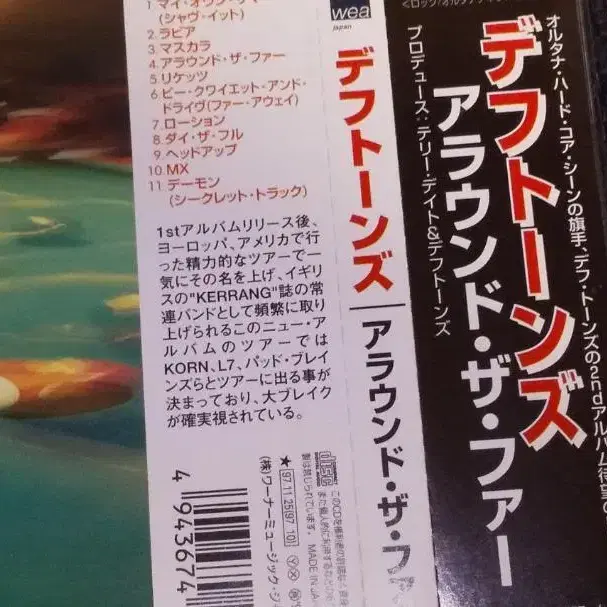 1 マイ・オウン・サマー
(シャヴ・イット)
2. ラビア
3. マスカラ
4. アラウンド・ザ・ファー
5. リケッツ
6. ビー・クワイエット・アンド・
ドライヴ(ファー・アウェイ)
7. ローション
8. ダイ・ザ・フル
9. ヘッドアップ
10. MX
11. デーモン
(シークレット・トラック)
1stアルバムリリース後、
ヨーロッパ、アメリカで行
った精力的なツアーで一
気にその名を上げ、イギリ
スの"KERRANG"誌の常
連バンドとして頻繁に取り
上げられるこのニュー・ア
ルバムのツアーでは
KORN、L7、バッド・ブレイ
ンズらとツアーに出る事が
決まっており、大ブレイク
が確実視されている。
4 943674
★
97.11.25(97.10)
(株)ワーナーミュージック・ジ
DISC
MADE IN JA
wea
japan
デフトーンズ
アラウンド・ザ・ファ
オルタナ・ハード・コア・シーンの旗手、デフトーンズの2ndアルバム
デフトーンズ
アラウンド・ザ・ファー
プロデュース:テリー・デイト&デフトーンズ